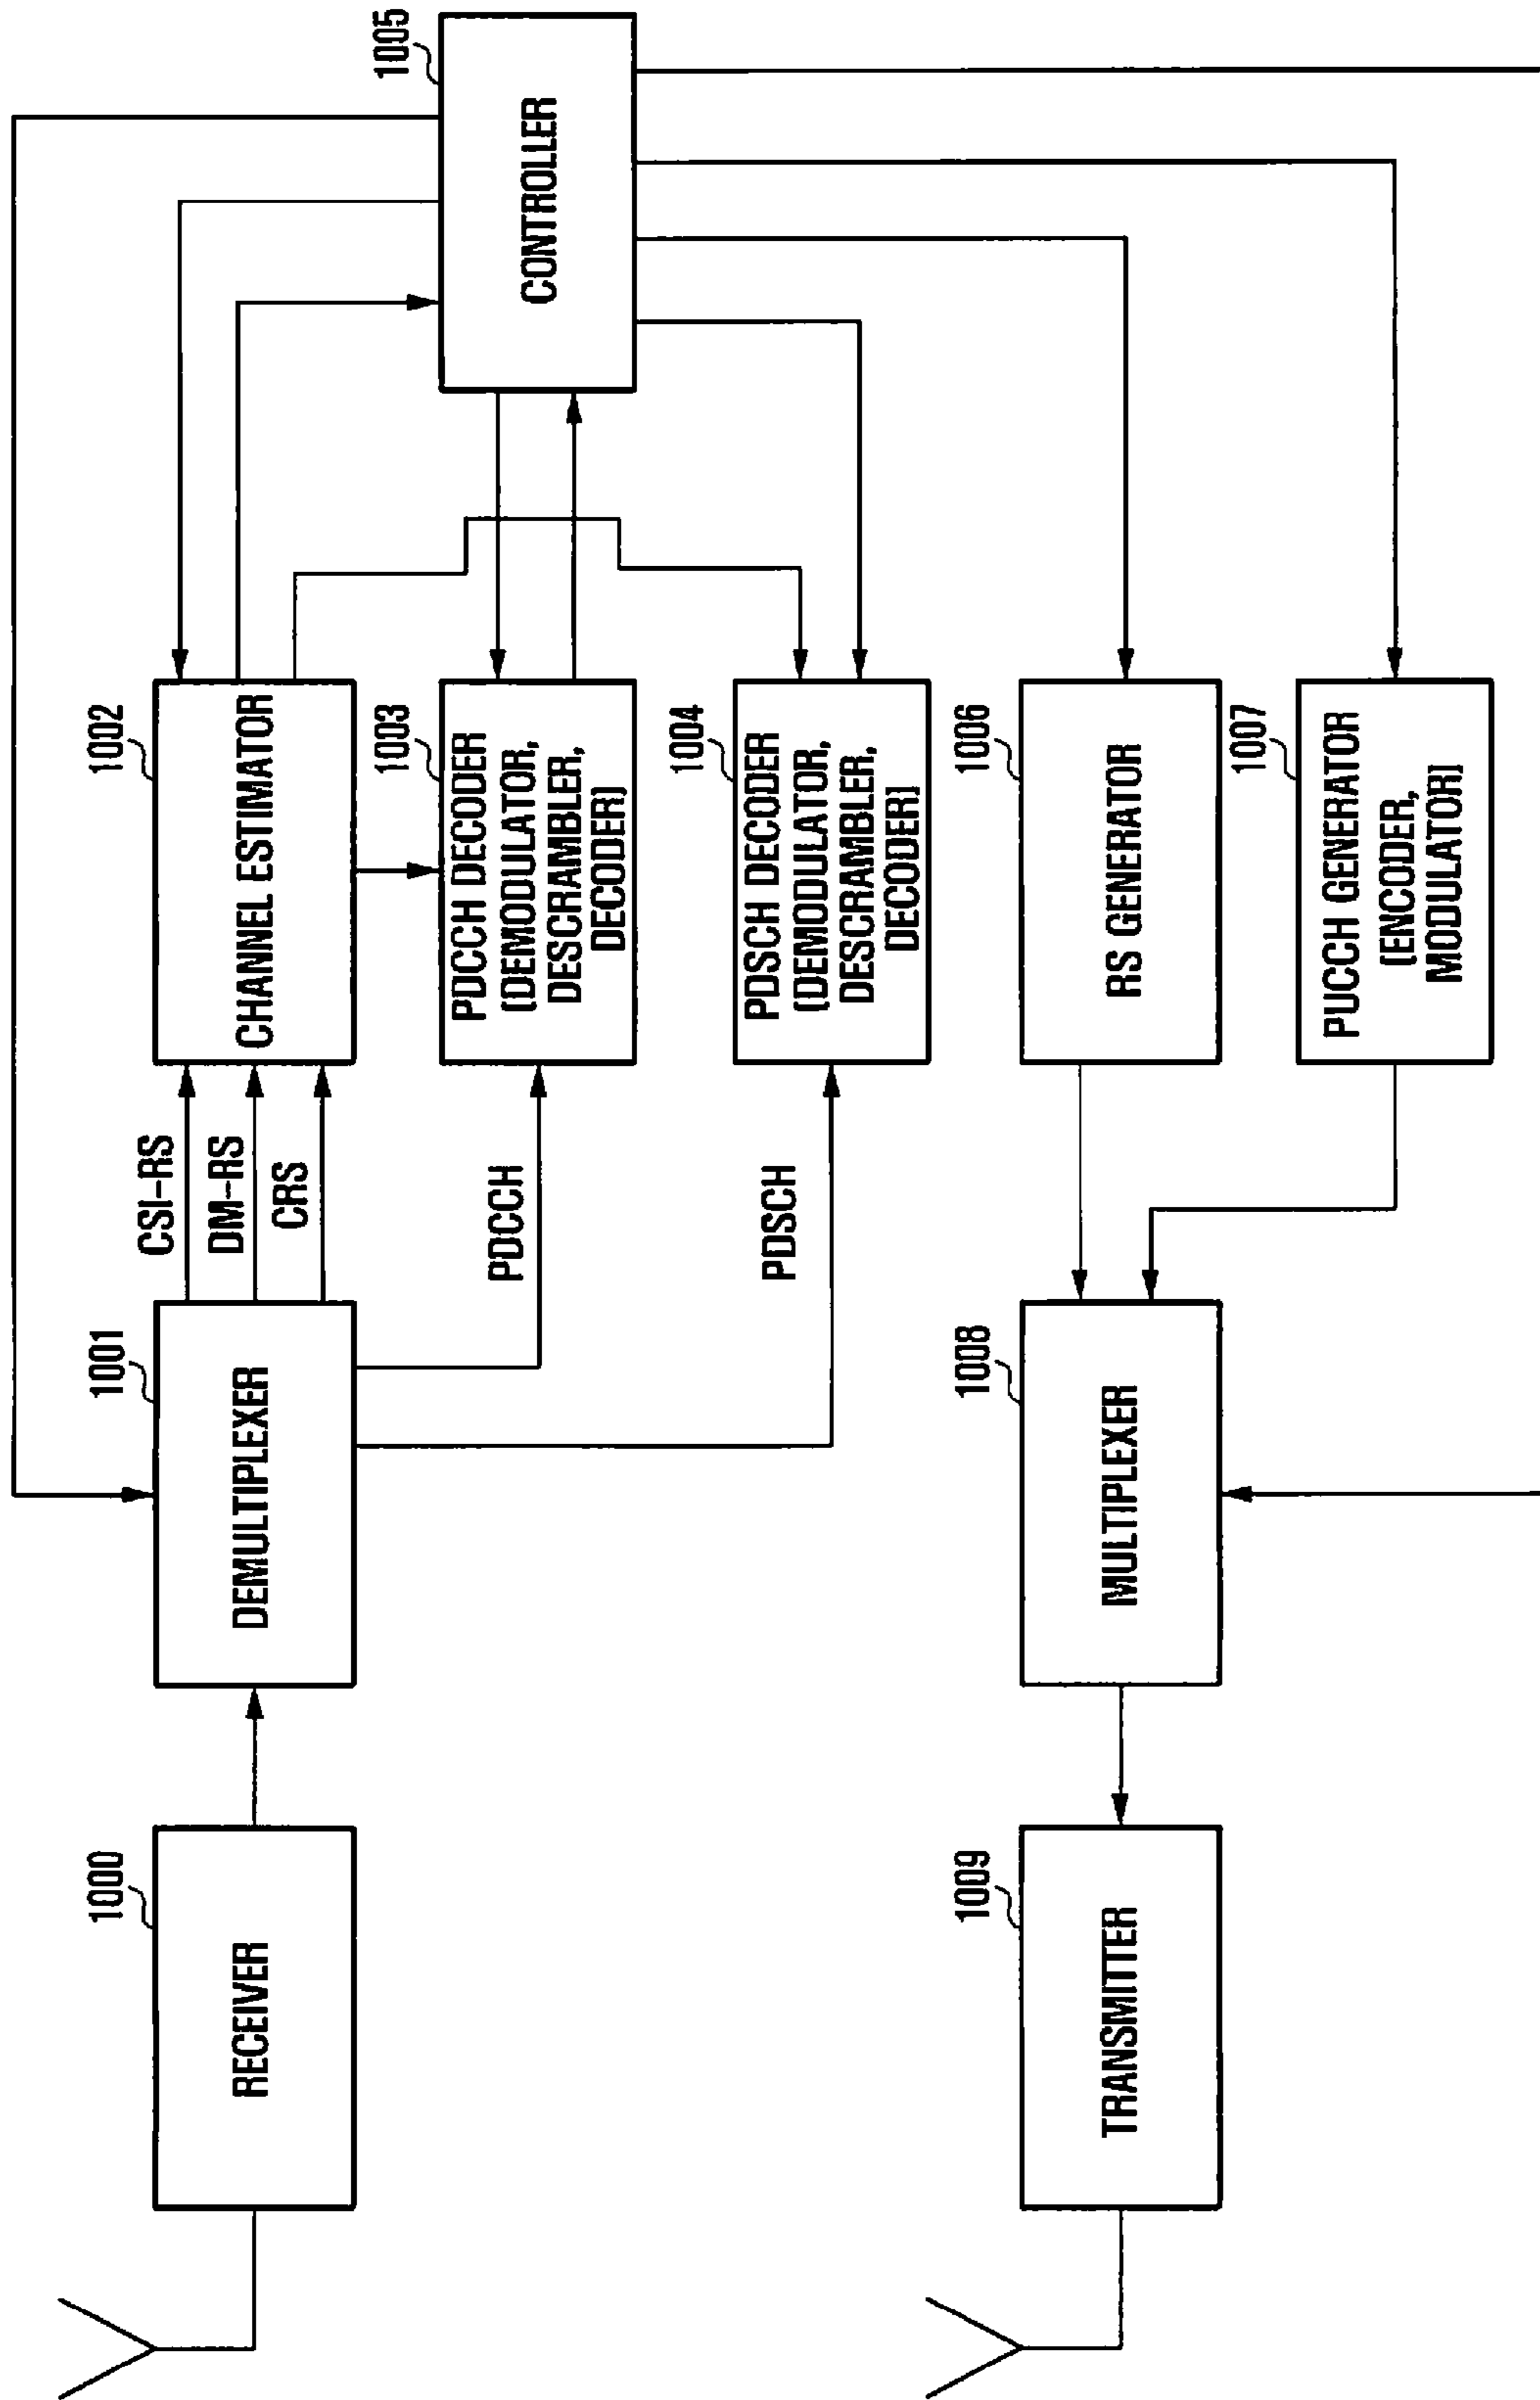 1000
RECEIVER
1001
DEMULTIPLEXER
CSI-RS
DM-RS
CRS
PDCCH
PDSCH
1002
CHANNEL ESTIMATOR
1003
PDCCH DECODER
(DEMODULATOR,
DESCRAMBLER,
DECODER)
1004
PDSCH DECODER
(DEMODULATOR,
DESCRAMBLER,
DECODER)
1005
CONTROLLER
1009
TRANSMITTER
1008
MULTIPLEXER
1006
RS GENERATOR
1007
PUCCH GENERATOR
(ENCODER,
MODULATOR)